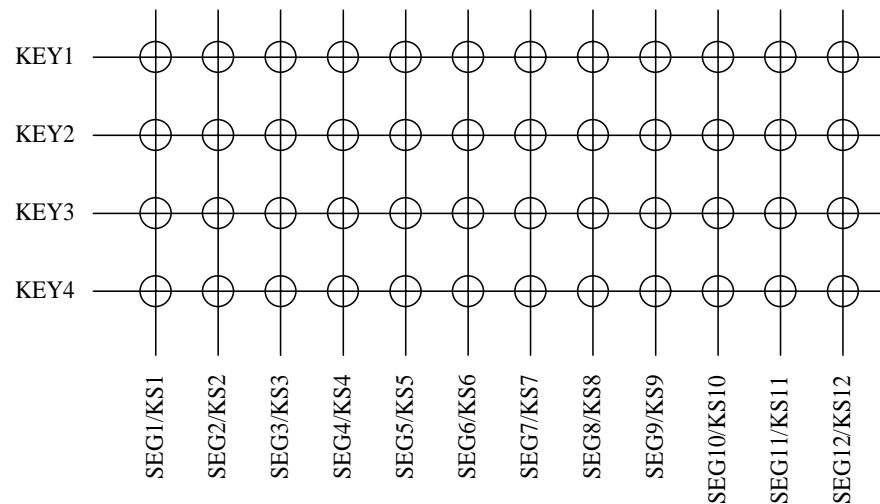 KEY1
KEY2
KEY3
KEY4
SEG1/KS1
SEG2/KS2
SEG3/KS3
SEG4/KS4
SEG5/KS5
SEG6/KS6
SEG7/KS7
SEG8/KS8
SEG9/KS9
SEG10/KS10
SEG11/KS11
SEG12/KS12